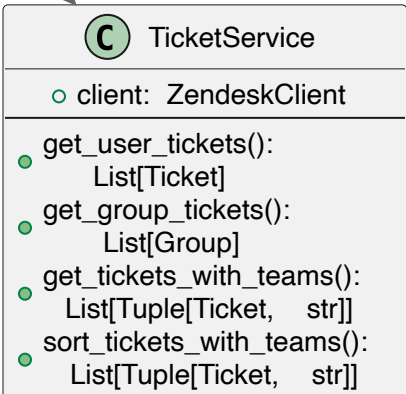 C TicketService
client: ZendeskClient
get_user_tickets():
List[Ticket]
get_group_tickets():
List[Group]
get_tickets_with_teams():
List[Tuple[Ticket, str]]
sort_tickets_with_teams():
List[Tuple[Ticket, str]]